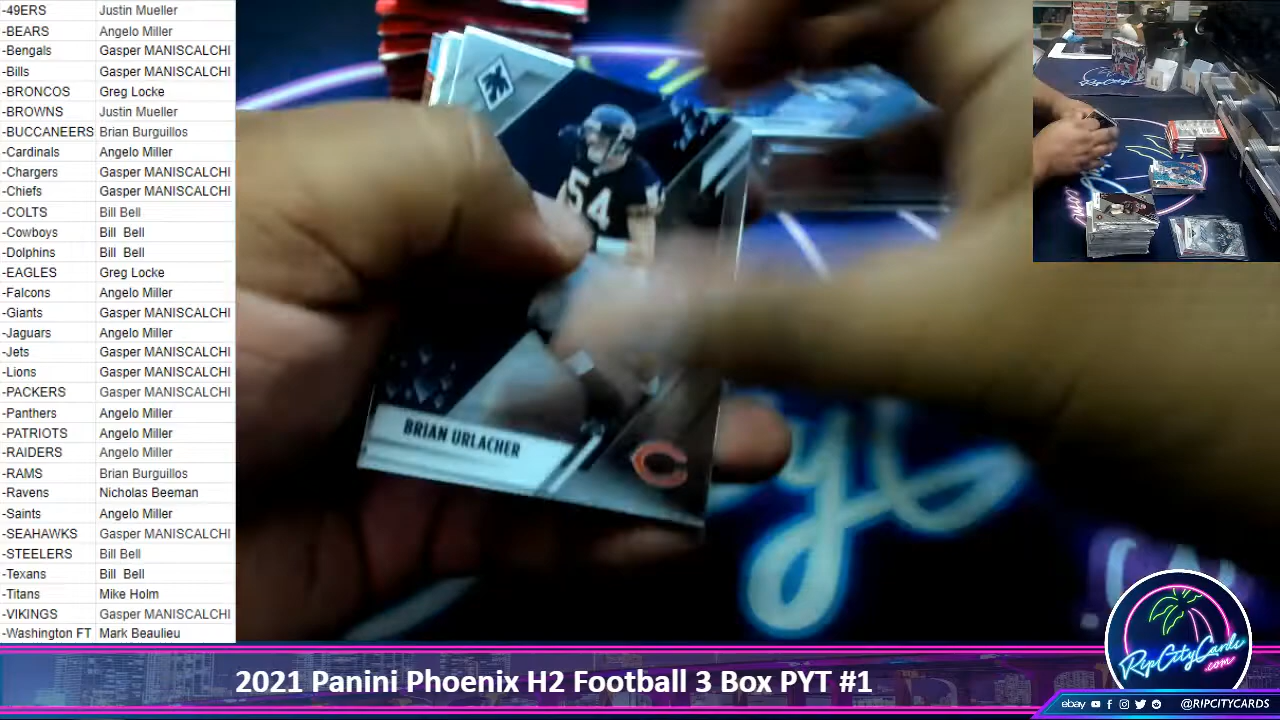 -49ERS Justin Mueller
-BEARS Angelo Miller
-Bengals Gasper MANISCALCHI
-Bills Gasper MANISCALCHI
-BRONCOS Greg Locke
-BROWNS Justin Mueller
-BUCCANEERS Brian Burguillos
-Cardinals Angelo Miller
-Chargers Gasper MANISCALCHI
-Chiefs Gasper MANISCALCHI
-COLTS Bill Bell
-Cowboys Bill Bell
-Dolphins Bill Bell
-EAGLES Greg Locke
-Falcons Angelo Miller
-Giants Gasper MANISCALCHI
-Jaguars Angelo Miller
-Jets Gasper MANISCALCHI
-Lions Gasper MANISCALCHI
-PACKERS Gasper MANISCALCHI
-Panthers Angelo Miller
-PATRIOTS Angelo Miller
-RAIDERS Angelo Miller
-RAMS Brian Burguillos
-Ravens Nicholas Beeman
-Saints Angelo Miller
-SEAHAWKS Gasper MANISCALCHI
-STEELERS Bill Bell
-Texans Bill Bell
-Titans Mike Holm
-VIKINGS Gasper MANISCALCHI
-Washington FT Mark Beaulieu
54
BRIAN URLACHER
C
2021 Panini Phoenix H2 Football 3 Box PYT #1
RipCityCards
.com
ebay @RIPCITYCARDS